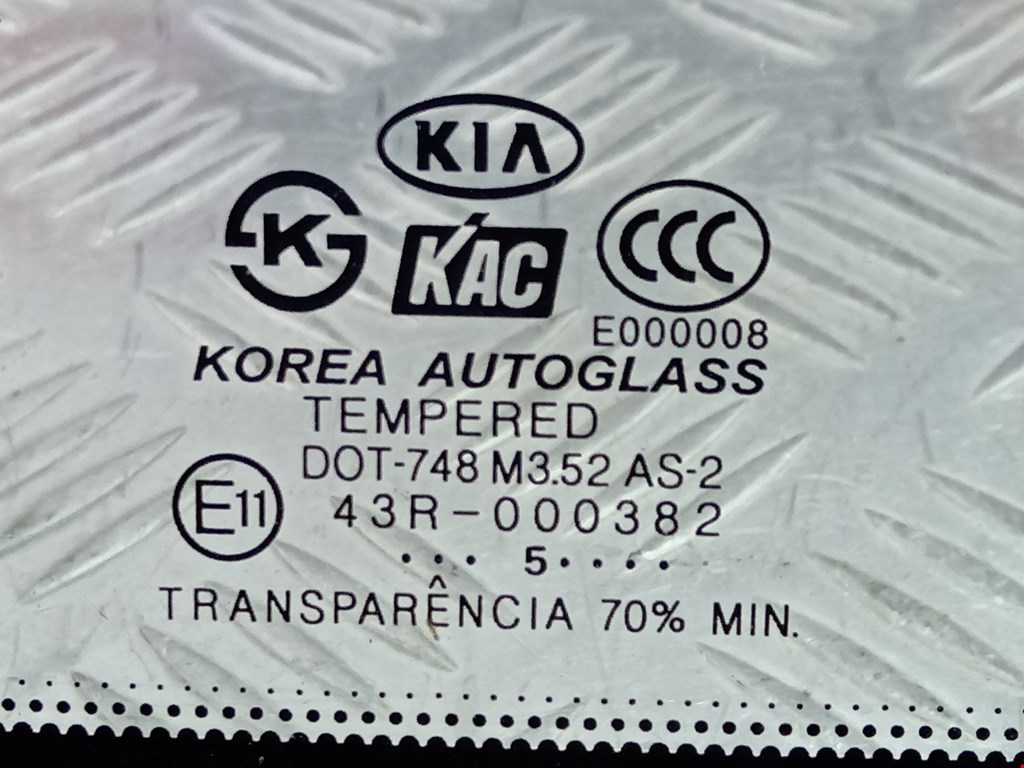 KIA
K
KAC
CCC
E000008
KOREA AUTOGLASS
TEMPERED
DOT-748 M3.52 AS-2
E11
43R-000382
... 5....
TRANSPARÊNCIA 70% MIN.